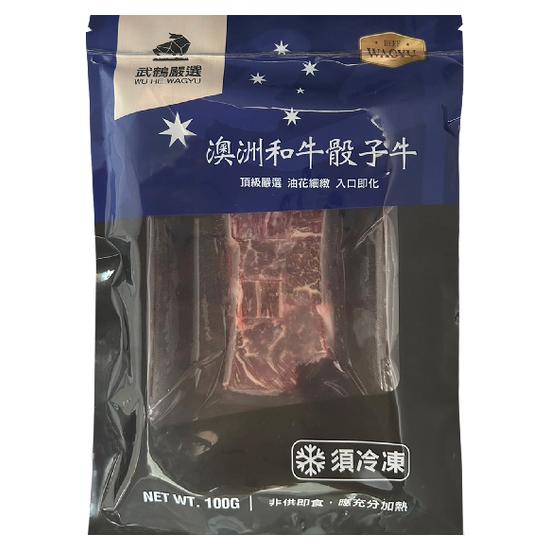 武鶴嚴選
WU HE WAGYU
BEEF
WAGYU
澳洲和牛骰子牛
頂級嚴選 油花細緻 入口即化
須冷凍
NET WT. 100G
非供即食，應充分加熱